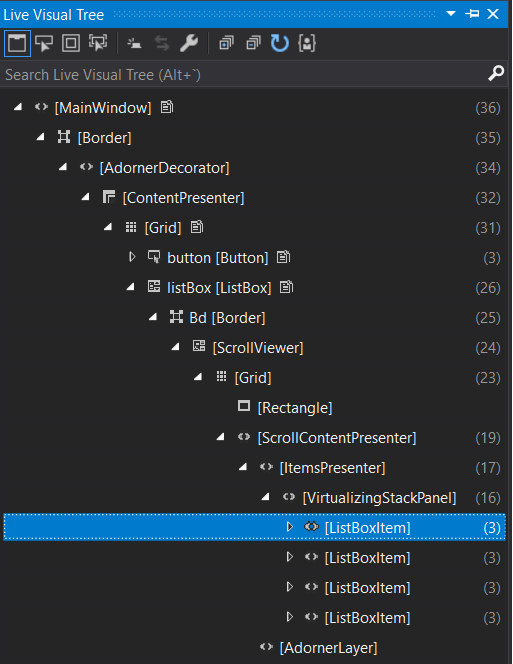 Live Visual Tree
Search Live Visual Tree (Alt+`)
[MainWindow] (36)
[Border] (35)
[AdornerDecorator] (34)
[ContentPresenter] (32)
[Grid] (31)
button [Button] (3)
listBox [ListBox] (26)
Bd [Border] (25)
[ScrollViewer] (24)
[Grid] (23)
[Rectangle]
[ScrollContentPresenter] (19)
[ItemsPresenter] (17)
[VirtualizingStackPanel] (16)
[ListBoxItem] (3)
[ListBoxItem] (3)
[ListBoxItem] (3)
[ListBoxItem] (3)
[AdornerLayer]